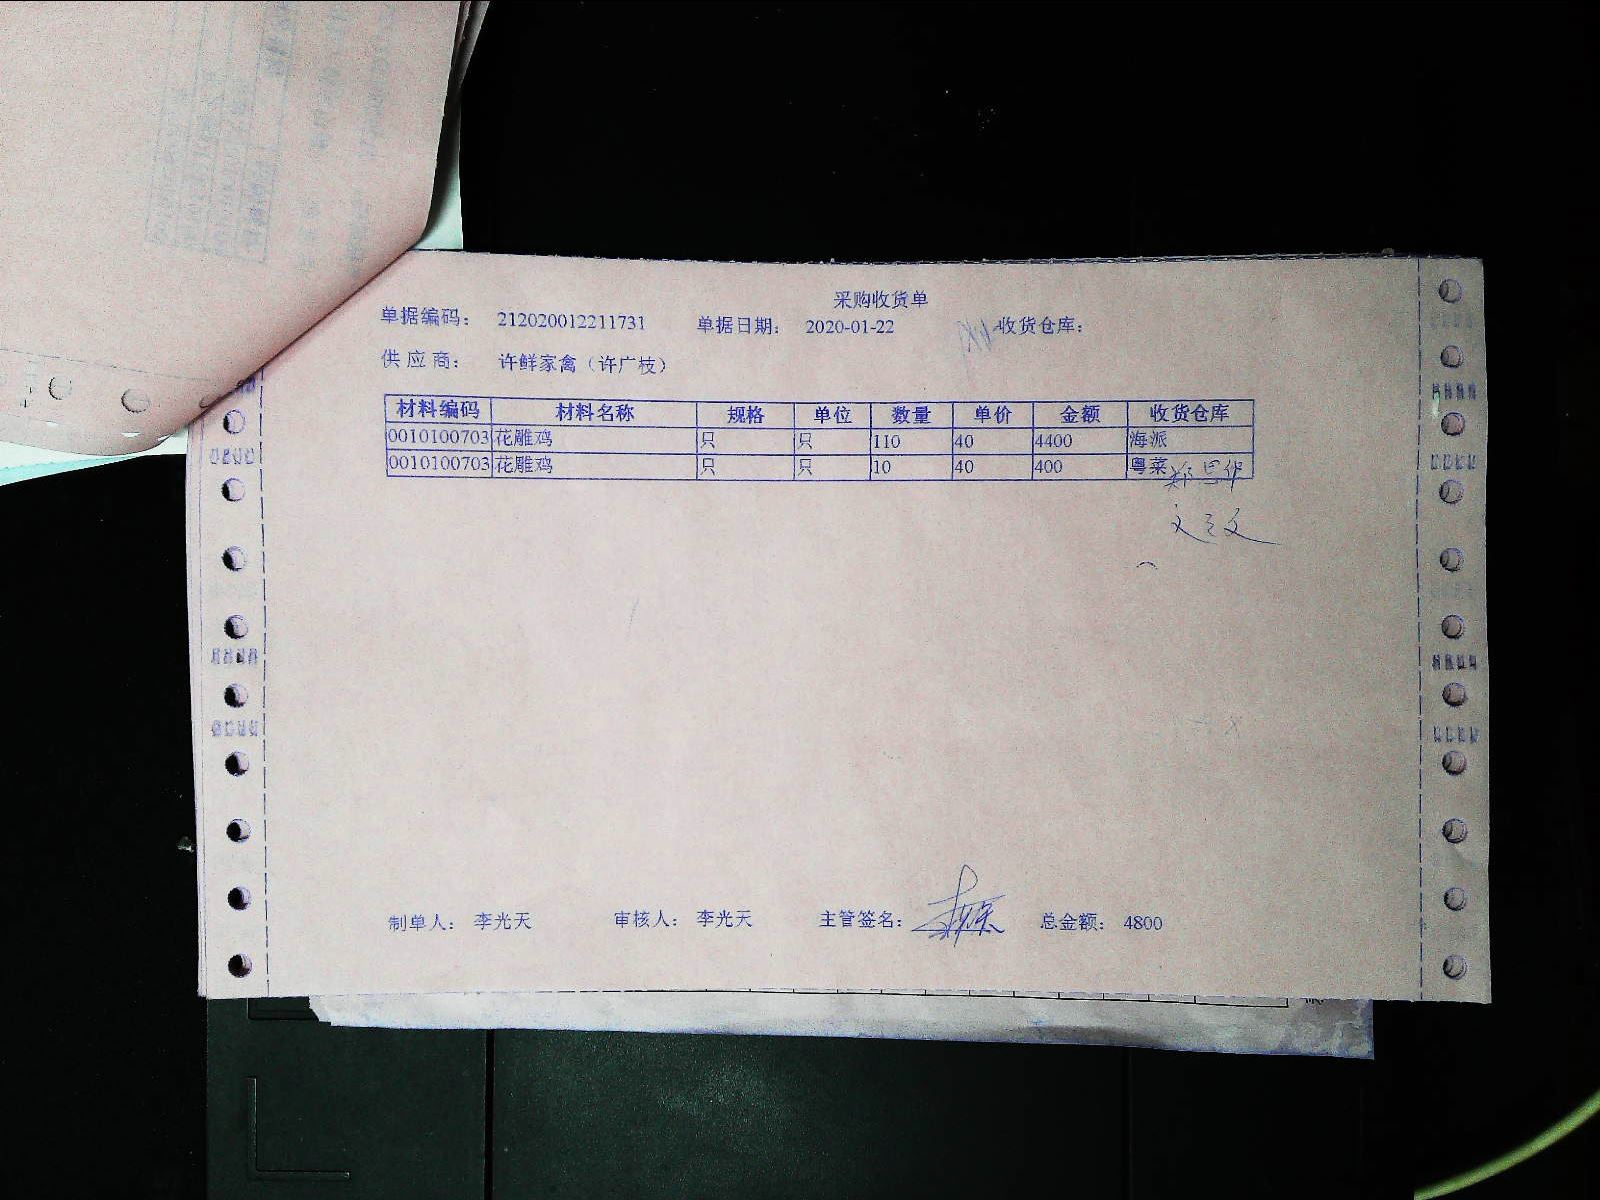 采购收货单
单据编码： 212020012211731 单据日期： 2020-01-22 收货仓库：
供应商： 许鲜家禽（许广枝）
材料编码 材料名称 规格 单位 数量 单价 金额 收货仓库
0010100703 花雕鸡 只 只 110 40 4400 海派
0010100703 花雕鸡 只 只 10 40 400 粤菜
制单人： 李光天 审核人： 李光天 主管签名： 总金额： 4800